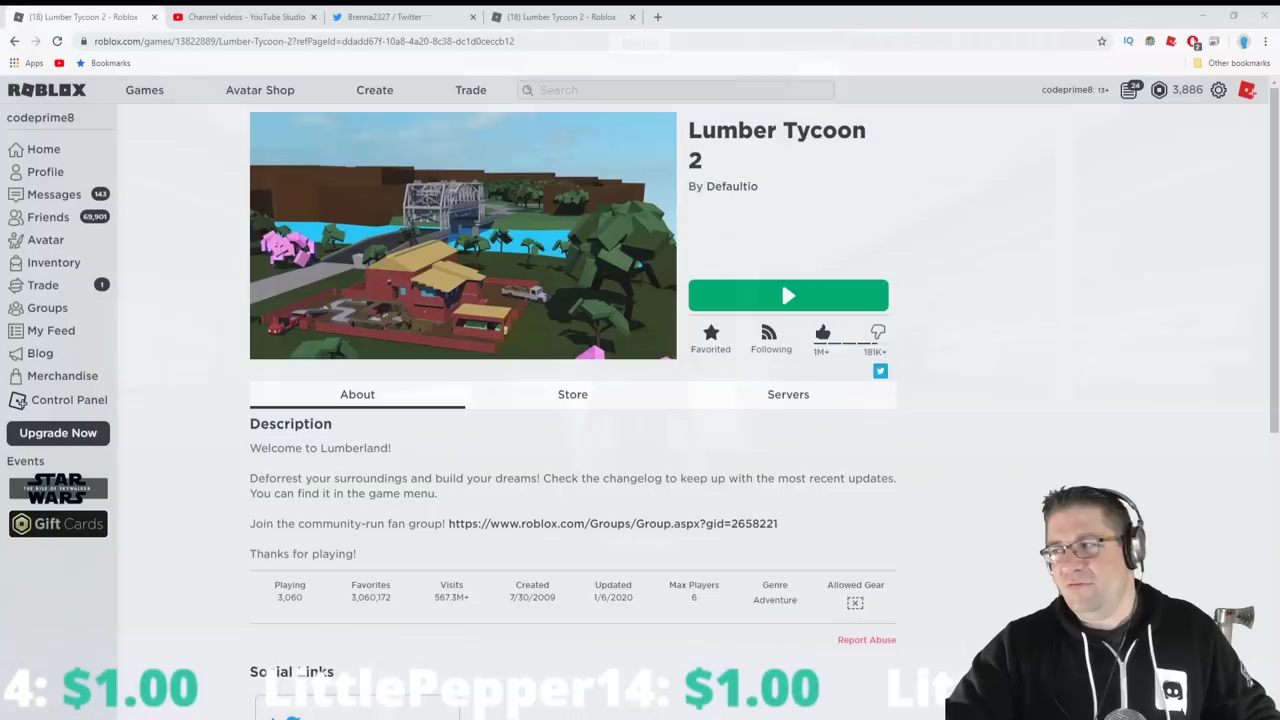 (18) Lumber Tycoon 2 - Roblox
Channel videos - YouTube Studio
Brenna2327 / Twitter
(18) Lumber Tycoon 2 - Roblox
roblox.com/games/13822889/Lumber-Tycoon-2?refPageId=ddadd67f-10a8-4a20-8c38-dc1d0ceccb12
Apps
Bookmarks
Other bookmarks
ROBLOX
Games
Avatar Shop
Create
Trade
Search
codeprime8: 13+
24
3,886
codeprime8
Home
Profile
Messages
143
Friends
69,901
Avatar
Inventory
Trade
1
Groups
My Feed
Blog
Merchandise
Control Panel
Upgrade Now
Events
STAR WARS
THE RISE OF SKYWALKER
Gift Cards
Lumber Tycoon
2
By Defaultio
Favorited
Following
1M+
181K+
About
Store
Servers
Description
Welcome to Lumberland!
Deforrest your surroundings and build your dreams! Check the changelog to keep up with the most recent updates.
You can find it in the game menu.
Join the community-run fan group! https://www.roblox.com/Groups/Group.aspx?gid=2658221
Thanks for playing!
Playing Favorites Visits Created Updated Max Players Genre Allowed Gear
3,060 3,060,172 567.3M+ 7/30/2009 1/6/2020 6 Adventure
Report Abuse
Social Links
4: $1.00 LittlePepper14: $1.00 Lit